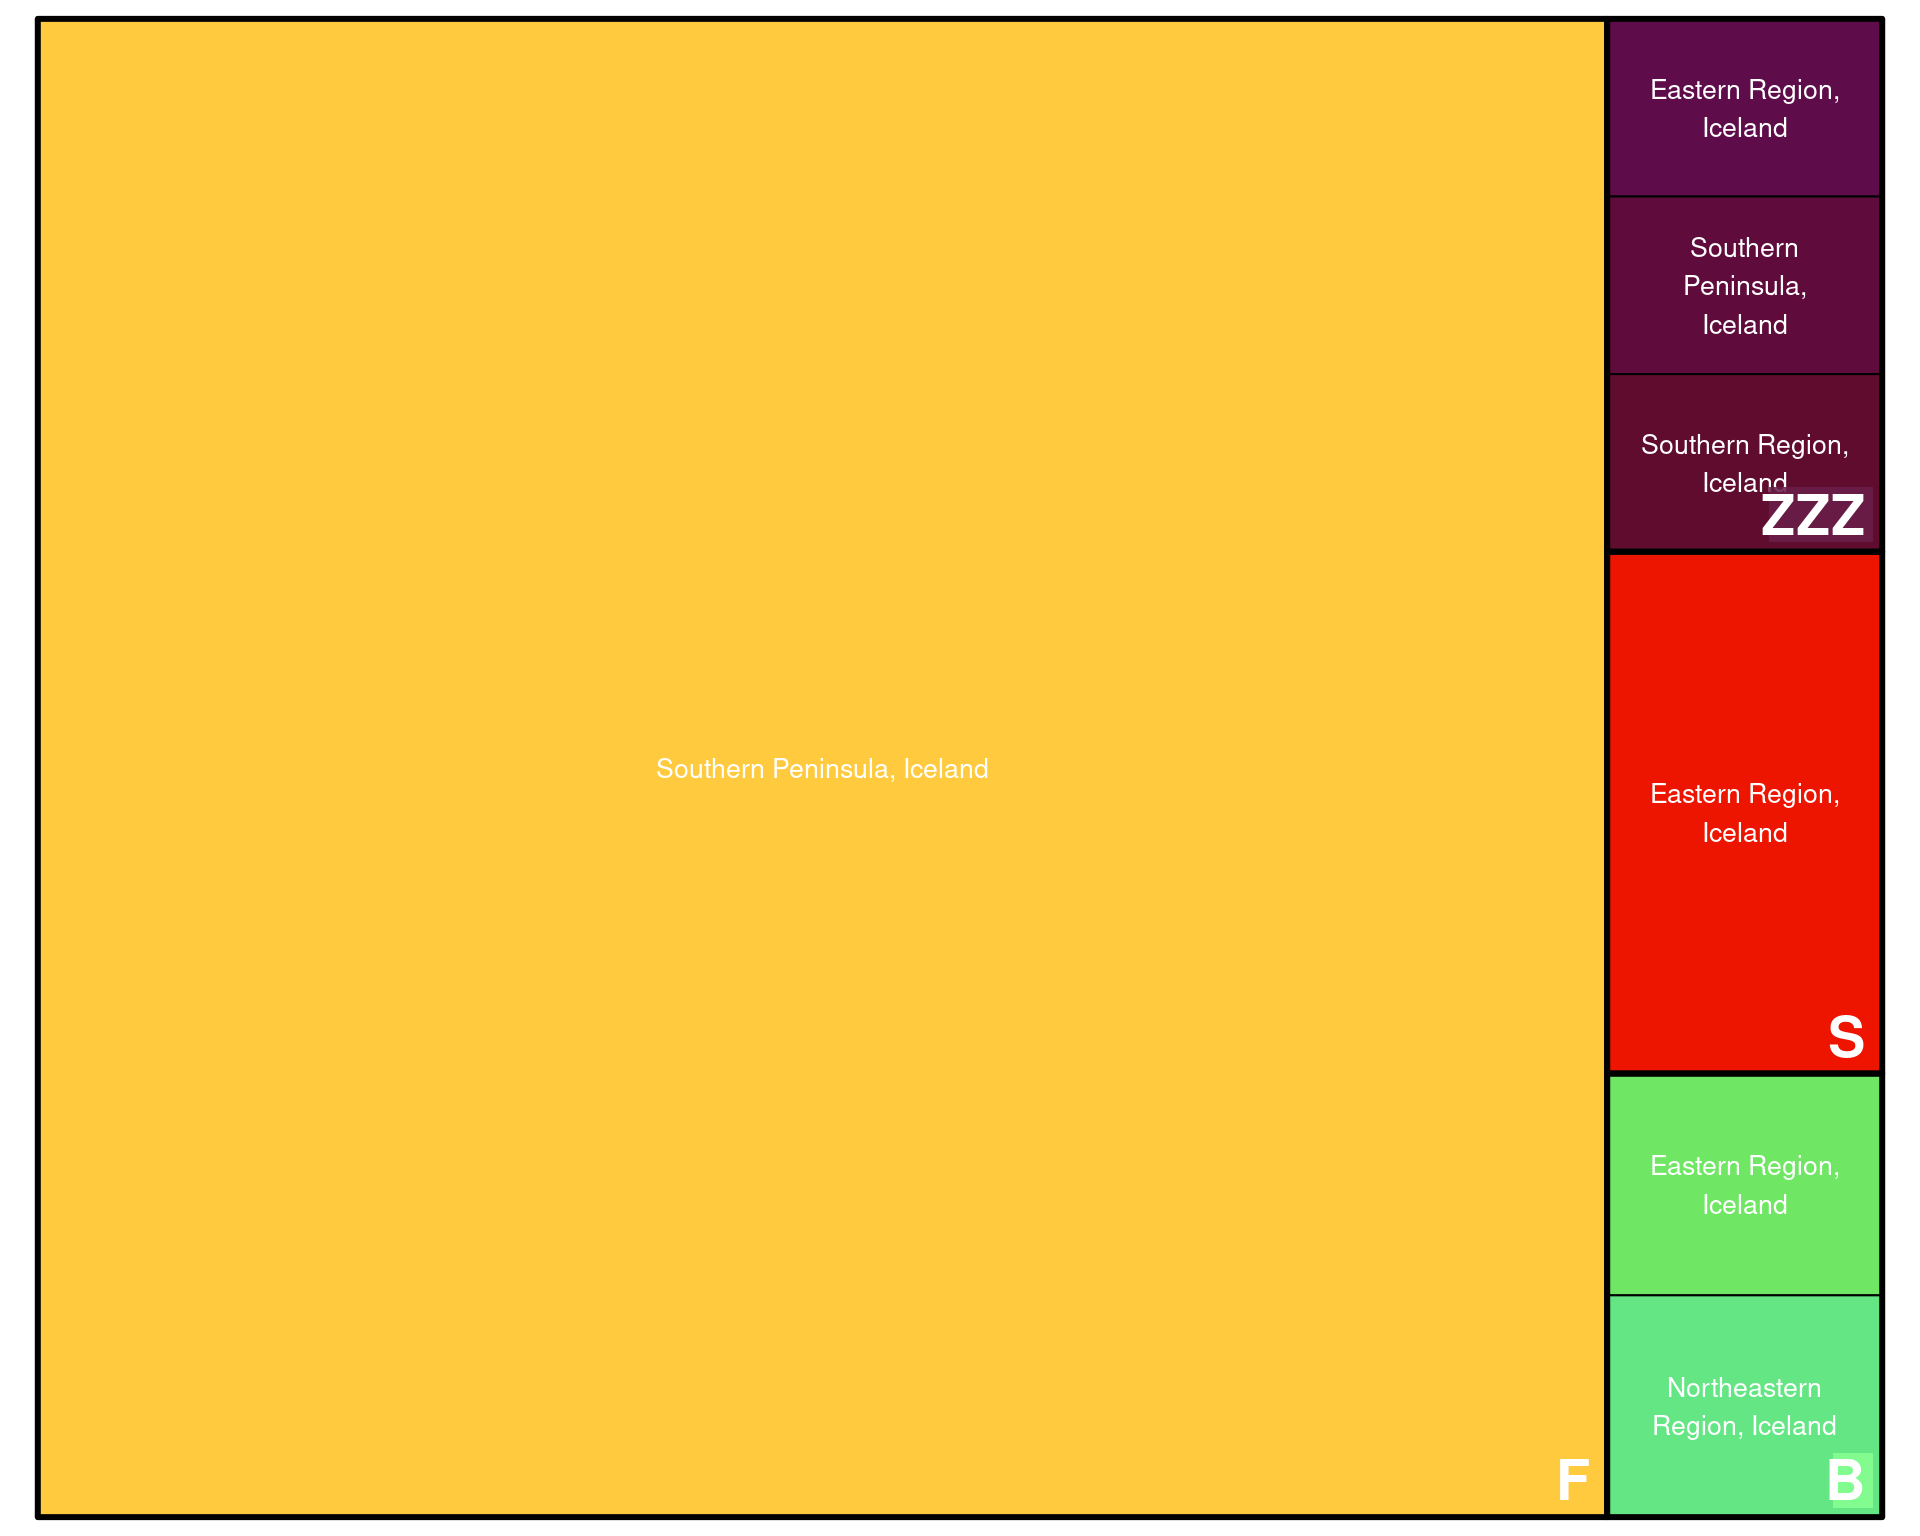 Southern Peninsula, Iceland
F
Eastern Region,
Iceland
Southern
Peninsula,
Iceland
Southern Region,
Iceland
ZZZ
Eastern Region,
Iceland
S
Eastern Region,
Iceland
Northeastern
Region, Iceland
B